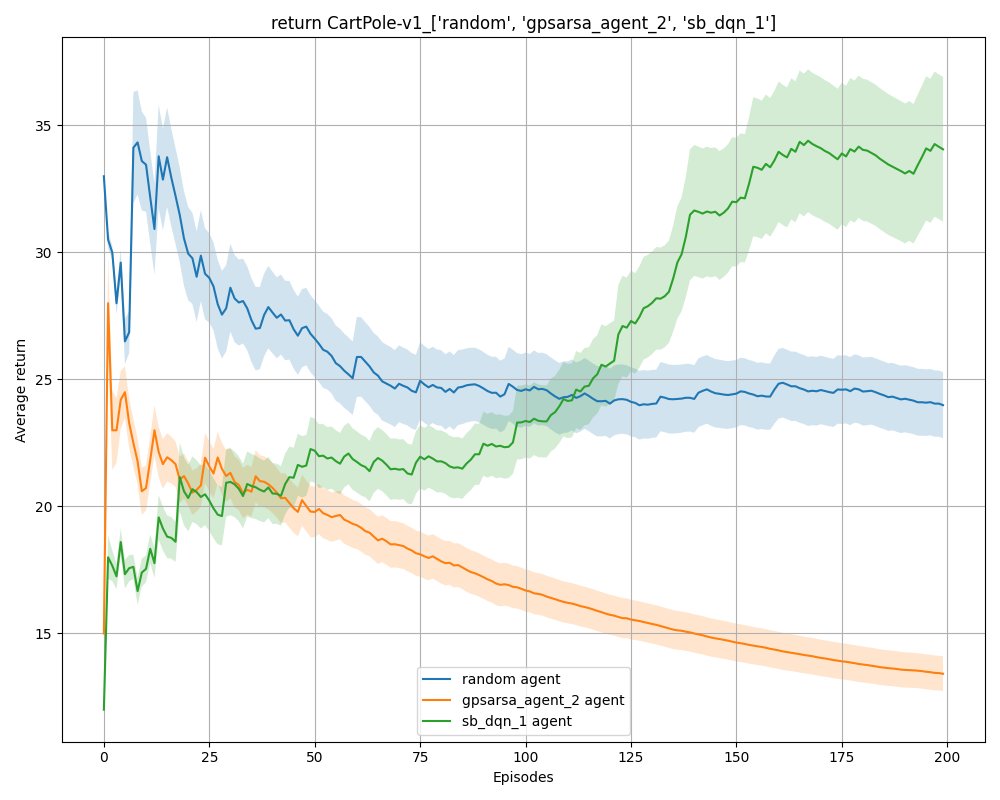 return CartPole-v1_['random', 'gpsarsa_agent_2', 'sb_dqn_1']
Average return
35
30
25
20
15
random agent
gpsarsa_agent_2 agent
sb_dqn_1 agent
0 25 50 75 100 125 150 175 200
Episodes